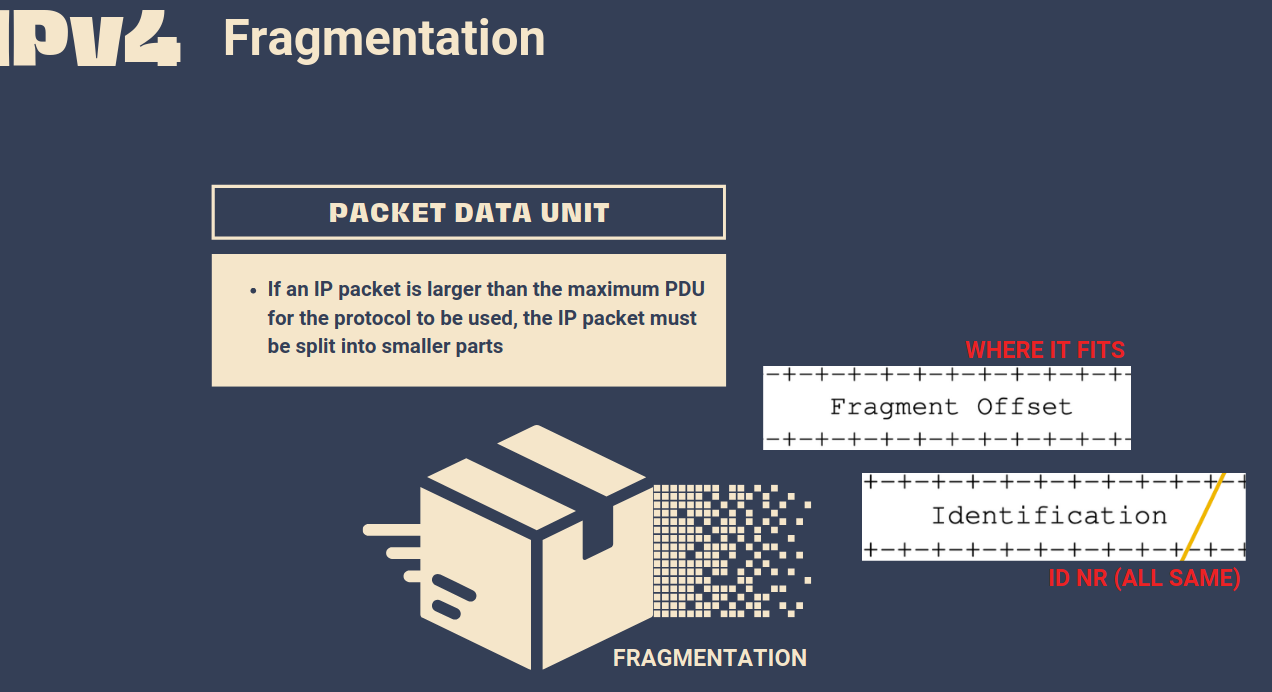 IPV4 Fragmentation
PACKET DATA UNIT
• If an IP packet is larger than the maximum PDU
for the protocol to be used, the IP packet must
be split into smaller parts
WHERE IT FITS
Fragment Offset
Identification
ID NR (ALL SAME)
FRAGMENTATION